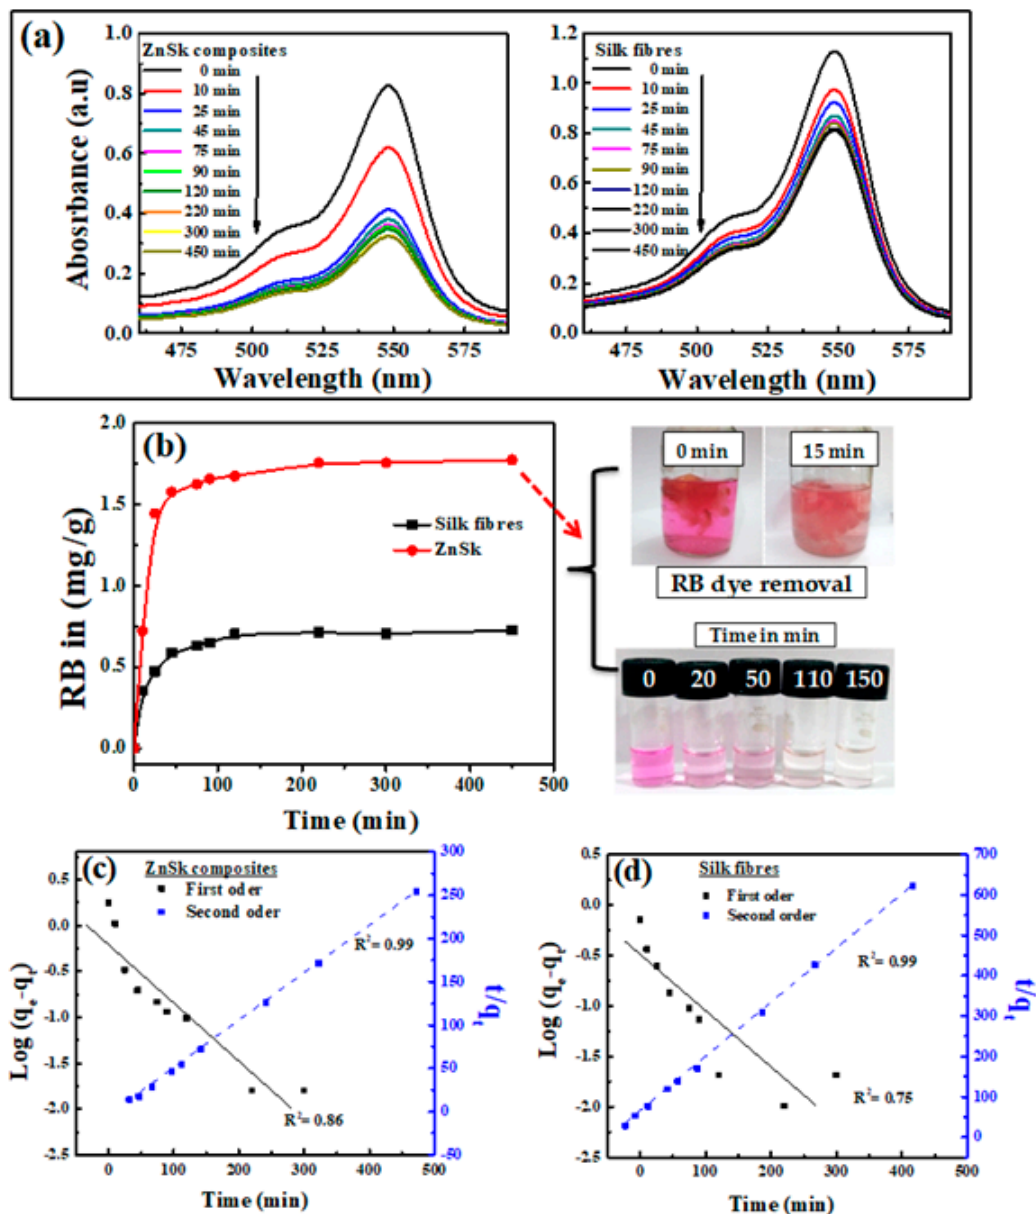 (a)
ZnSk composites
0 min
10 min
25 min
45 min
75 min
90 min
120 min
220 min
300 min
450 min
1.0
0.8
0.6
0.4
0.2
0.0
Abosrbance (a.u)
475 500 525 550 575
Wavelength (nm)
Silk fibres
0 min
10 min
25 min
45 min
75 min
90 min
120 min
220 min
300 min
450 min
1.2
1.0
0.8
0.6
0.4
0.2
0.0
475 500 525 550 575
Wavelength (nm)
(b)
2.0
1.5
1.0
0.5
0.0
RB in (mg/g)
Silk fibres
ZnSk
0 100 200 300 400 500
Time (min)
0 min 15 min
RB dye removal
Time in min
0 20 50 110 150
(c)
ZnSk composites
First oder
Second oder
0.5
0.0
-0.5
-1.0
-1.5
-2.0
-2.5
Log (qe-qt)
R²= 0.99
R²= 0.86
300
250
200
150
100
50
0
-50
t/qt
0 100 200 300 400 500
Time (min)
(d)
Silk fibres
First oder
Second order
0.5
0.0
-0.5
-1.0
-1.5
-2.0
-2.5
Log (qe-qt)
R²= 0.99
R²= 0.75
700
600
500
400
300
200
100
0
t/qt
0 120 240 360 480
Time (min)